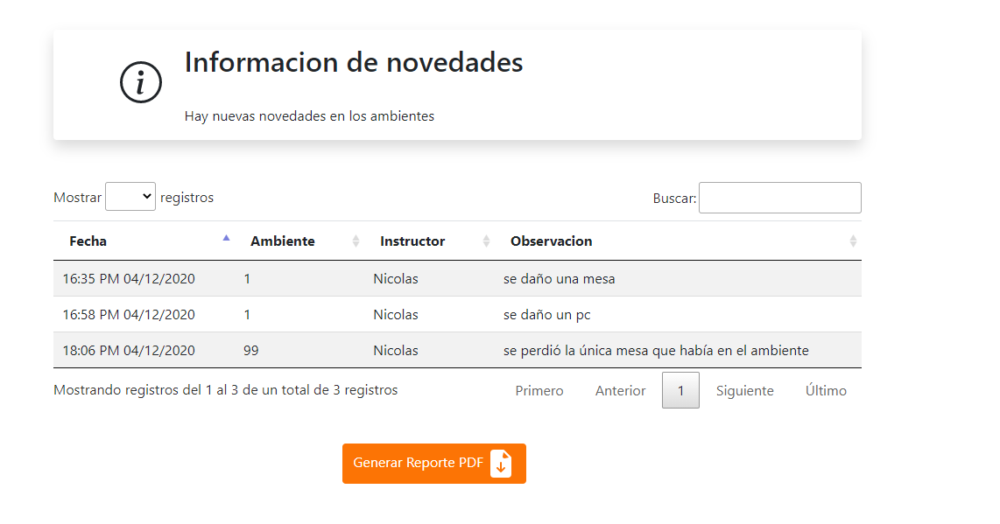 i
Informacion de novedades
Hay nuevas novedades en los ambientes
Mostrar registros Buscar:
Fecha Ambiente Instructor Observacion
16:35 PM 04/12/2020 1 Nicolas se daño una mesa
16:58 PM 04/12/2020 1 Nicolas se daño un pc
18:06 PM 04/12/2020 99 Nicolas se perdió la única mesa que había en el ambiente
Mostrando registros del 1 al 3 de un total de 3 registros Primero Anterior 1 Siguiente Último
Generar Reporte PDF